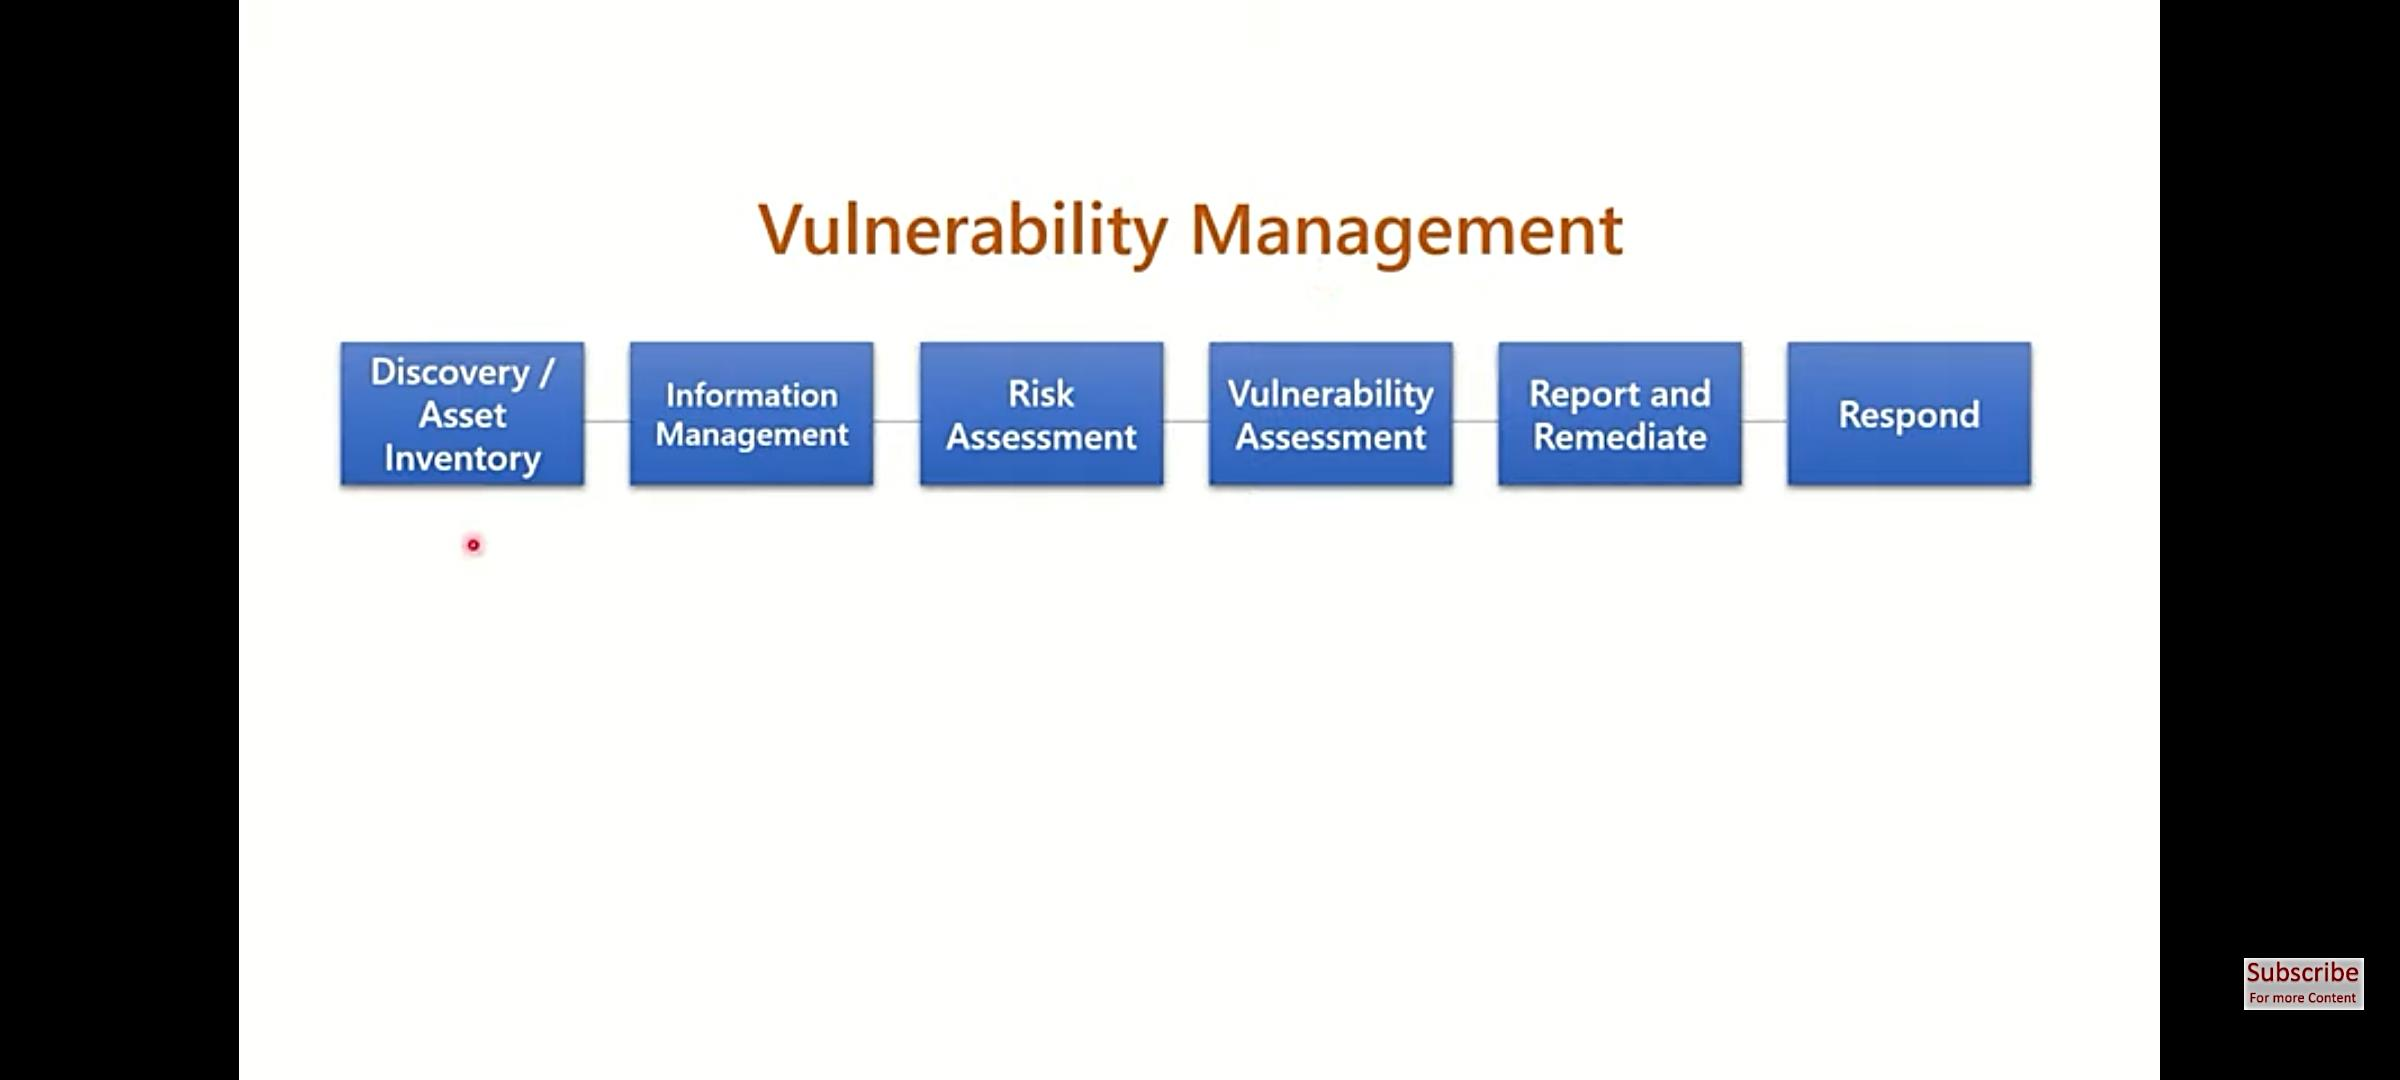 Vulnerability Management
Discovery /
Asset
Inventory
Information
Management
Risk
Assessment
Vulnerability
Assessment
Report and
Remediate
Respond
Subscribe
For more Content